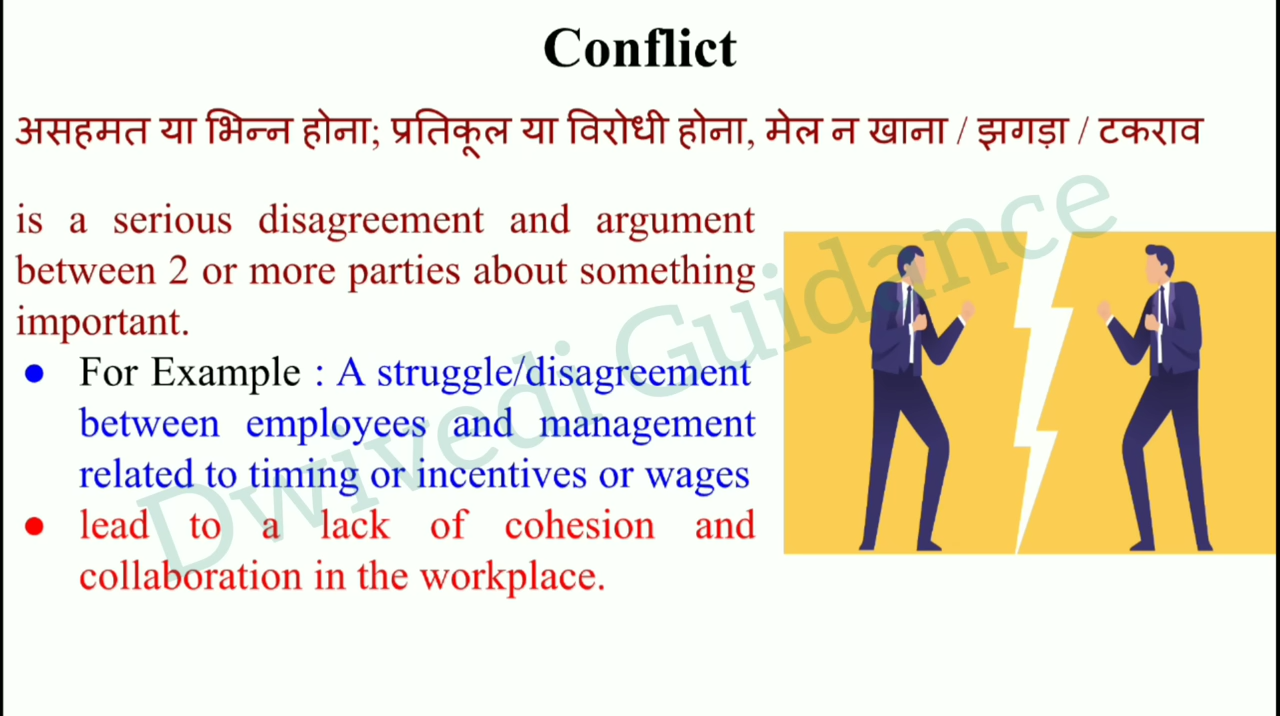 Conflict
असहमत या भिन्न होना; प्रतिकूल या विरोधी होना, मेल न खाना / झगड़ा / टकराव
is a serious disagreement and argument
between 2 or more parties about something
important.
● For Example : A struggle/disagreement
between employees and management
related to timing or incentives or wages
● lead to a lack of cohesion and
collaboration in the workplace.
Dwivedi Guidance